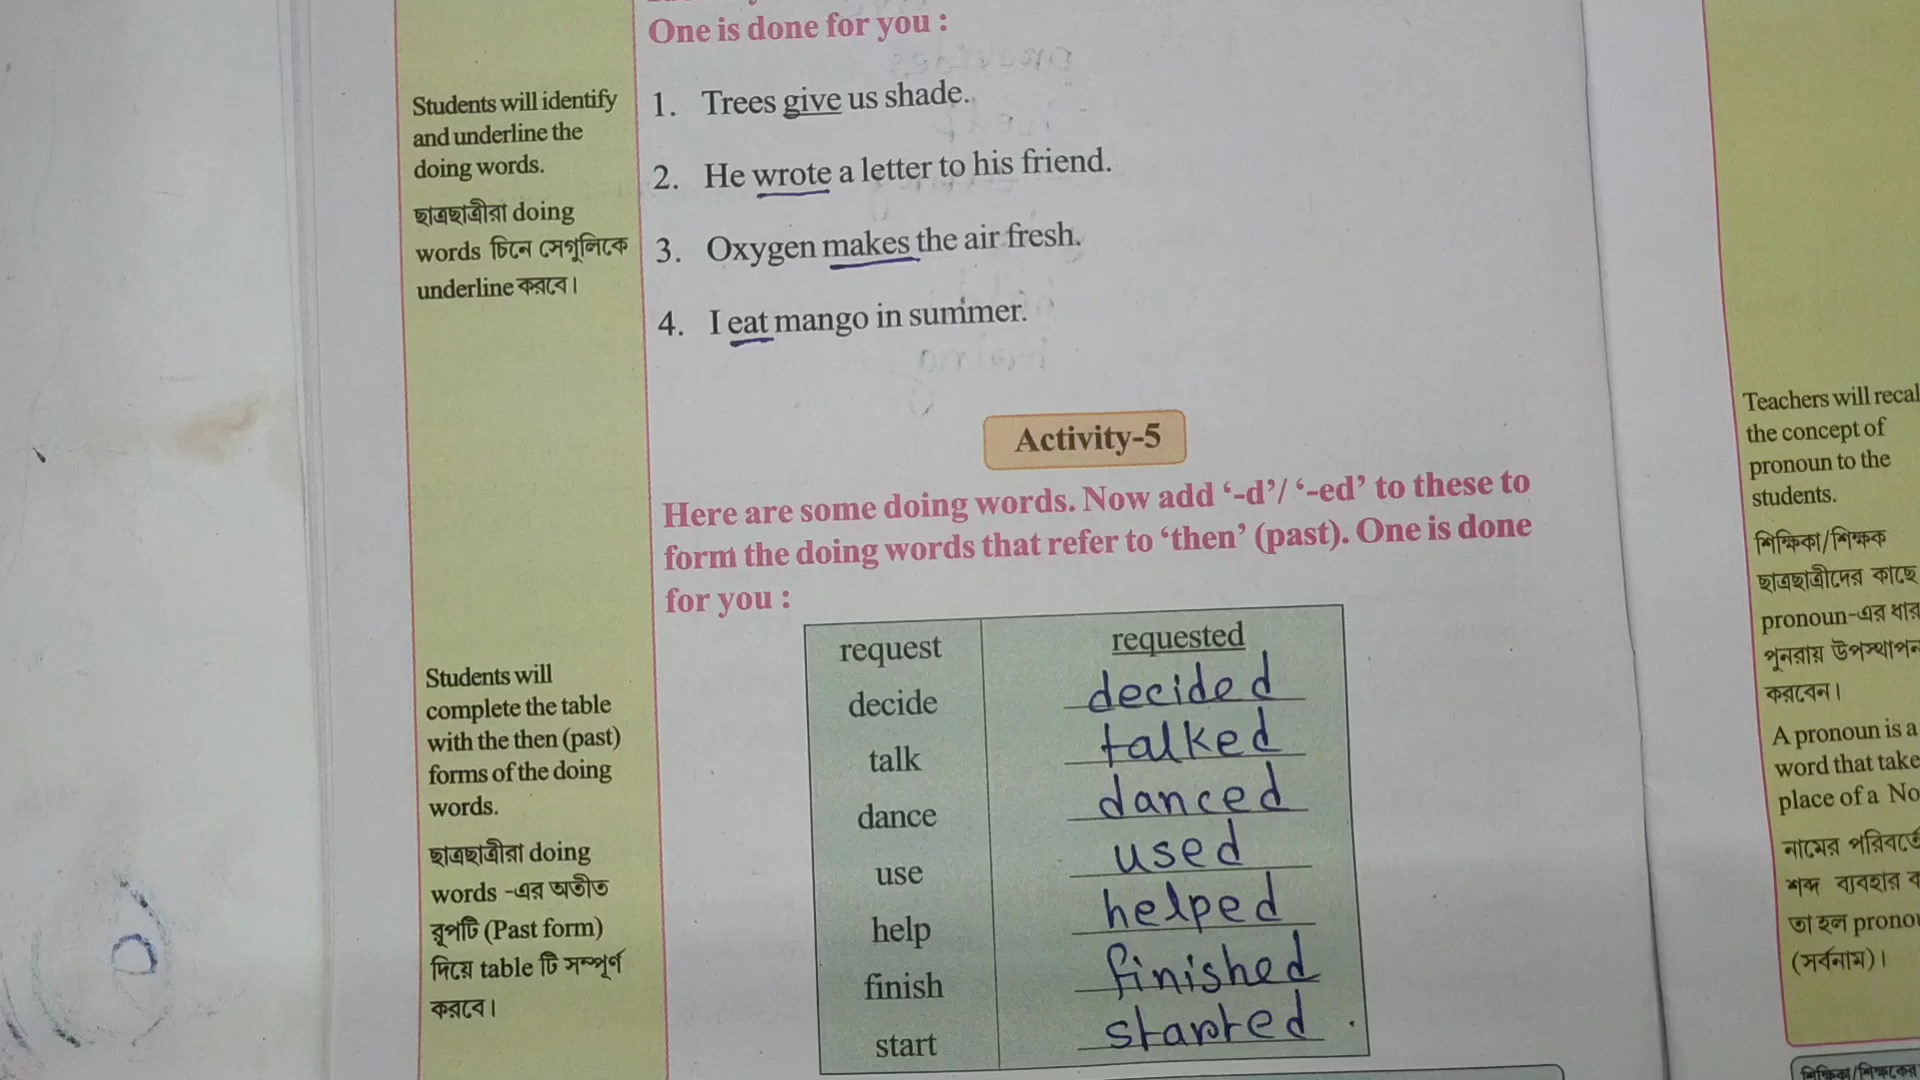 One is done for you :
Students will identify
and underline the
doing words.
ছাত্রছাত্রীরা doing
words চিনে সেগুলিকে
underline করবে।
1. Trees give us shade.
2. He wrote a letter to his friend.
3. Oxygen makes the air fresh.
4. I eat mango in summer.
Activity-5
Here are some doing words. Now add ‘-d’/ ‘-ed’ to these to
form the doing words that refer to ‘then’ (past). One is done
for you :
Students will
complete the table
with the then (past)
forms of the doing
words.
ছাত্রছাত্রীরা doing
words -এর অতীত
রূপটি (Past form)
দিয়ে table টি সম্পূর্ণ
করবে।
request requested
decide decided
talk talked
dance danced
use used
help helped
finish finished
start started
Teachers will recal
the concept of
pronoun to the
students.
শিক্ষিকা/শিক্ষক
ছাত্রছাত্রীদের কাছে
pronoun-এর ধার
পুনরায় উপস্থাপন
করবেন।
A pronoun is a
word that take
place of a No
নামের পরিবর্তে
শব্দ ব্যবহার ক
তা হল prono
(সর্বনাম)।
শিক্ষিকা/শিক্ষকের